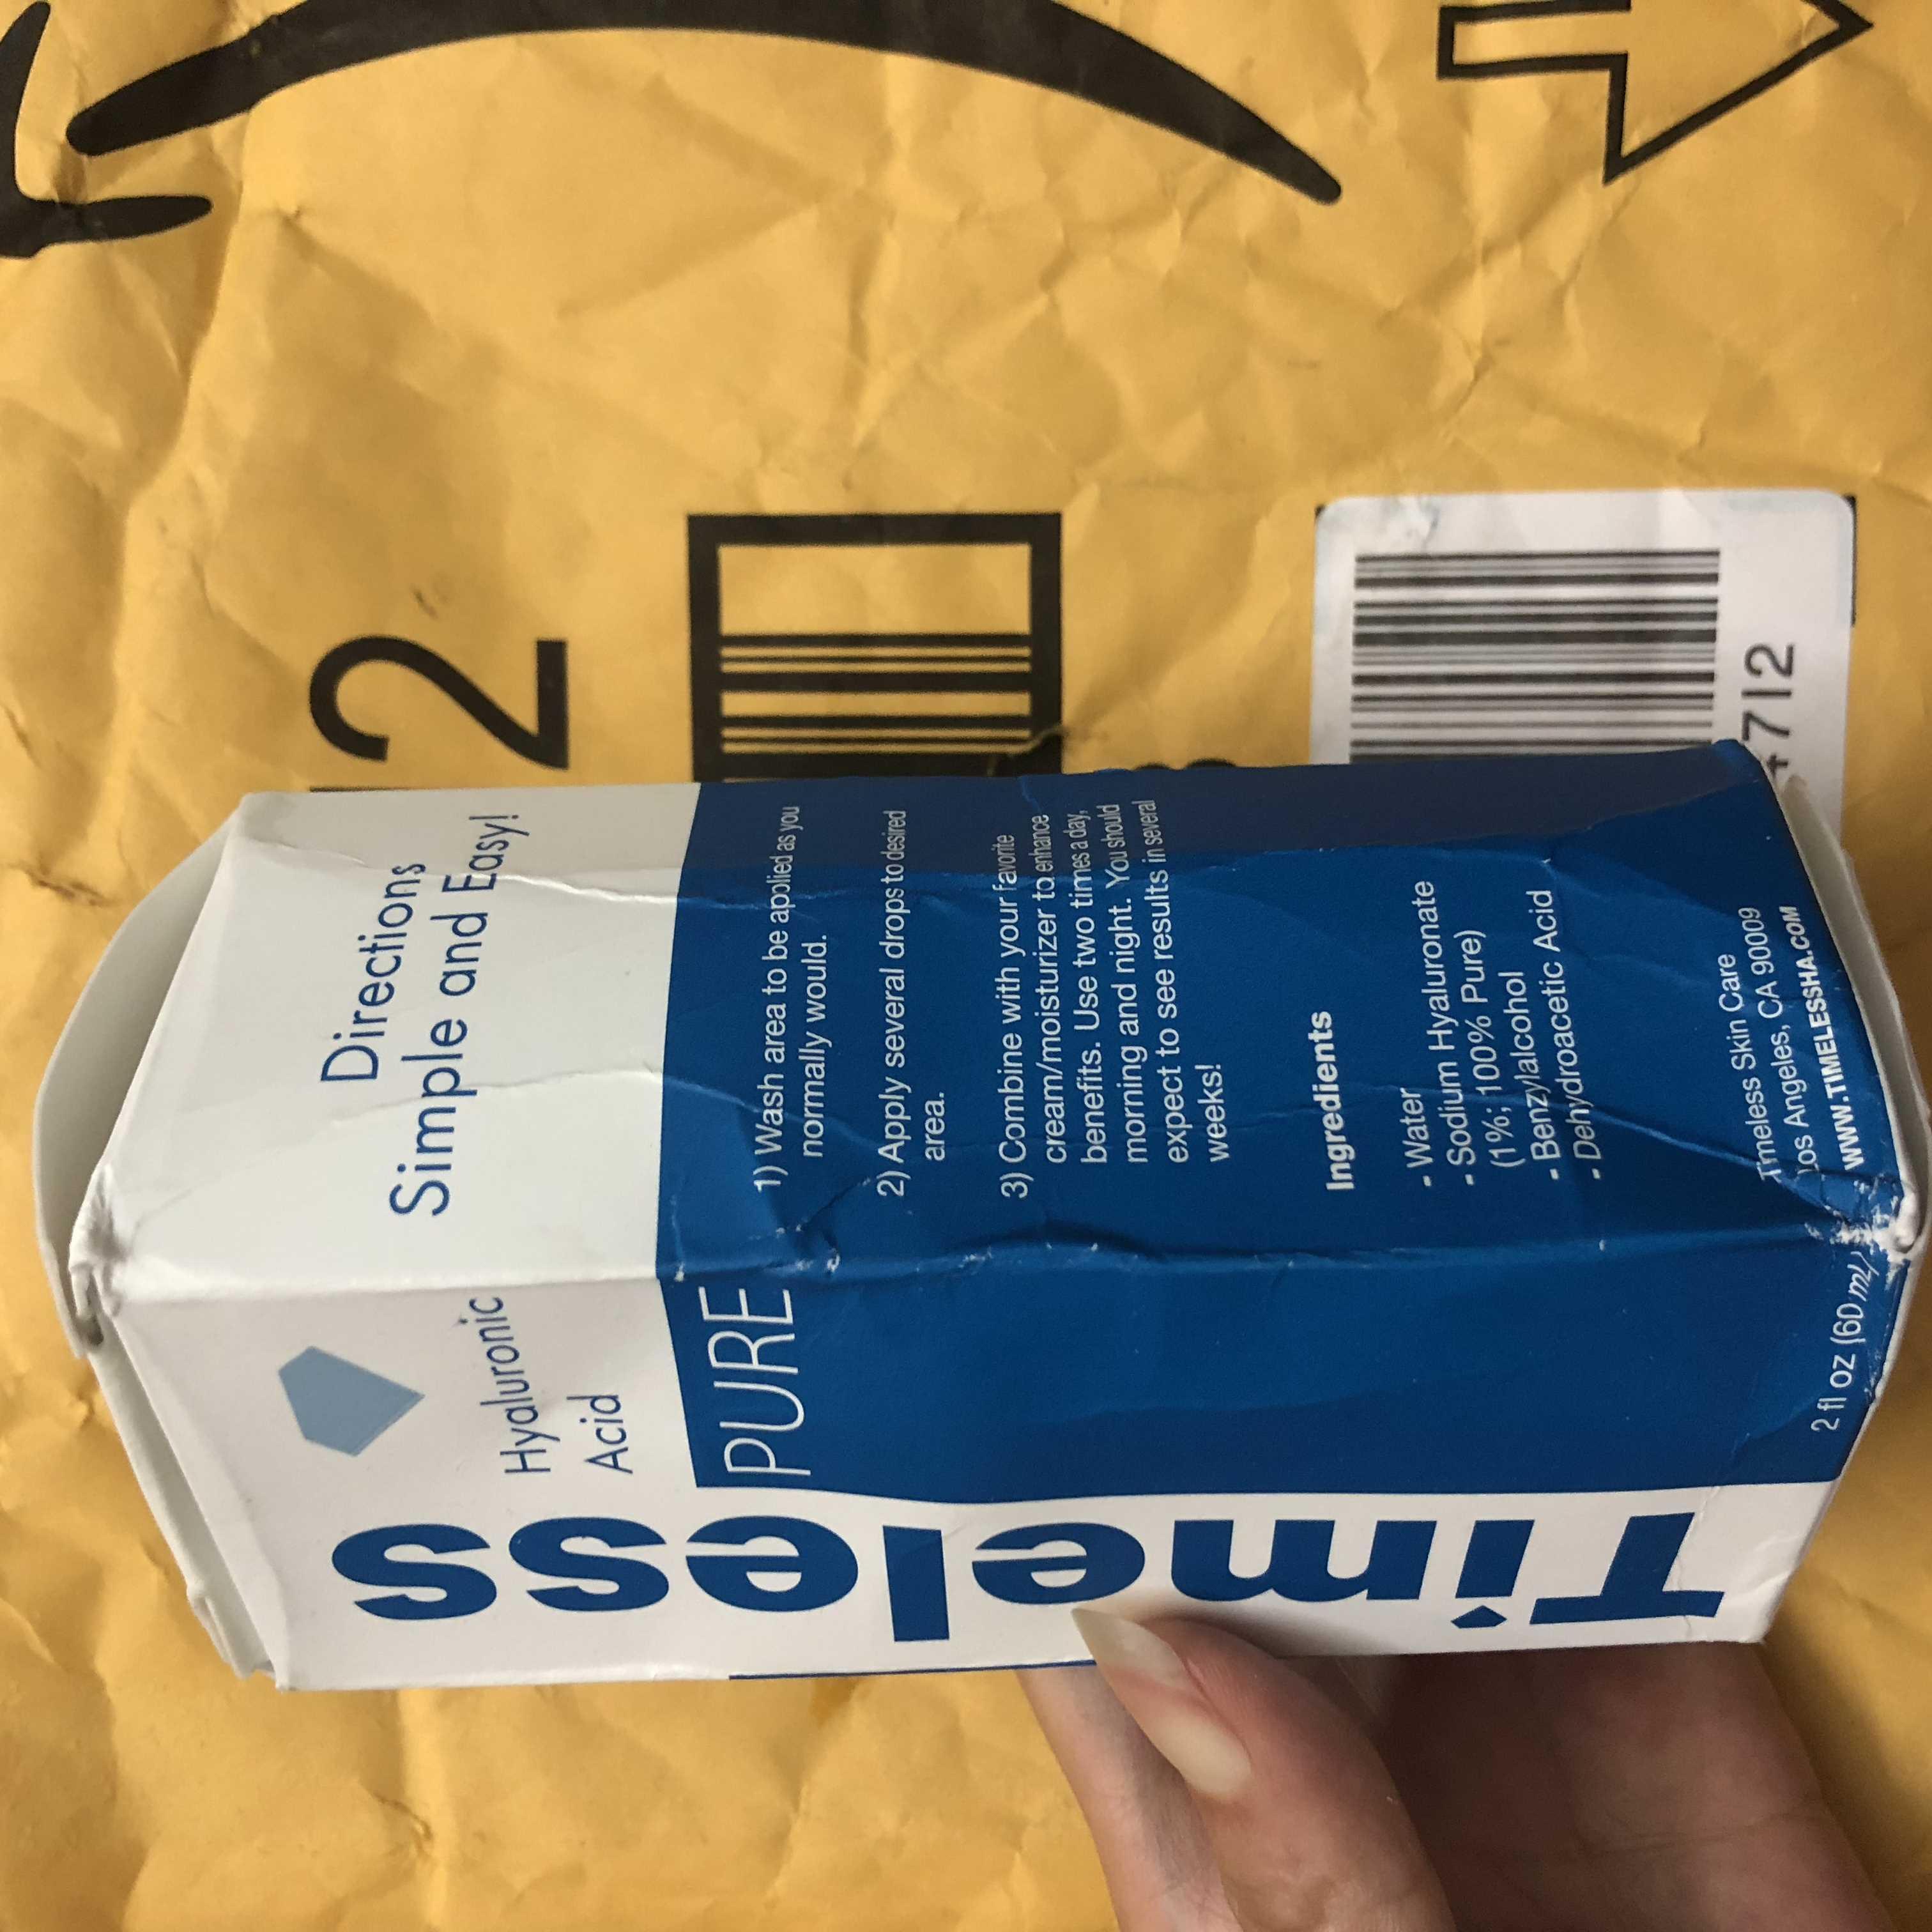 Directions
Simple and Easy!
1) Wash area to be applied as you
normally would.
2) Apply several drops to desired
area.
3) Combine with your favorite
cream/moisturizer to enhance
benefits. Use two times a day,
morning and night. You should
expect to see results in several
weeks!
Ingredients
- Water
- Sodium Hyaluronate
(1%; 100% Pure)
- Benzylalcohol
- Dehydroacetic Acid
Timeless Skin Care
Los Angeles, CA 90009
WWW.TIMELESSHA.COM
Hyaluronic
Acid
PURE
2 fl oz (60 ml)
Timeless
2
4712